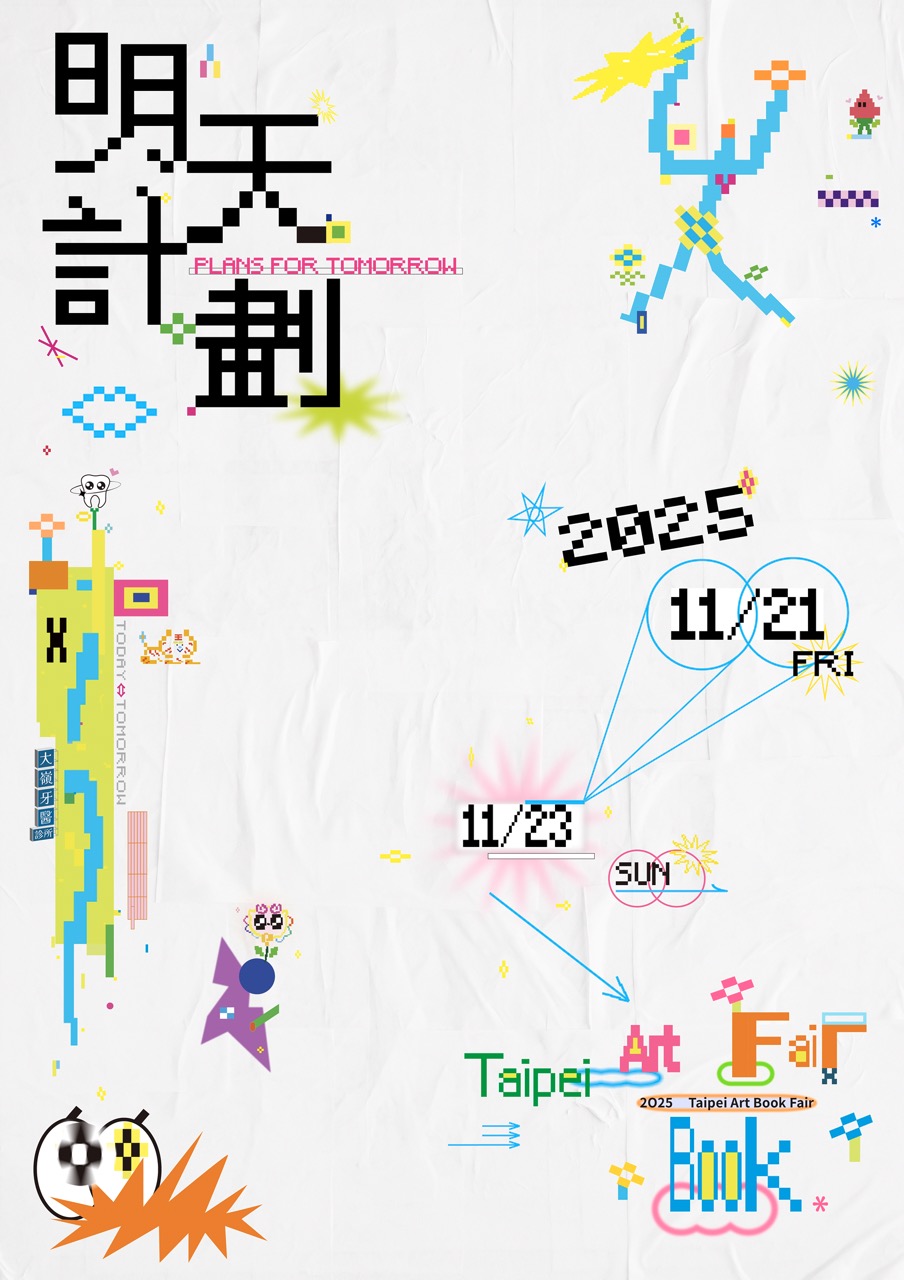 明天
計劃
PLANS FOR TOMORROW
2025
11/21
FRI
TODAY⇔TOMORROW
大嶺牙醫診所
11/23
SUN
Taipei Art Fair
2025 Taipei Art Book Fair
Book